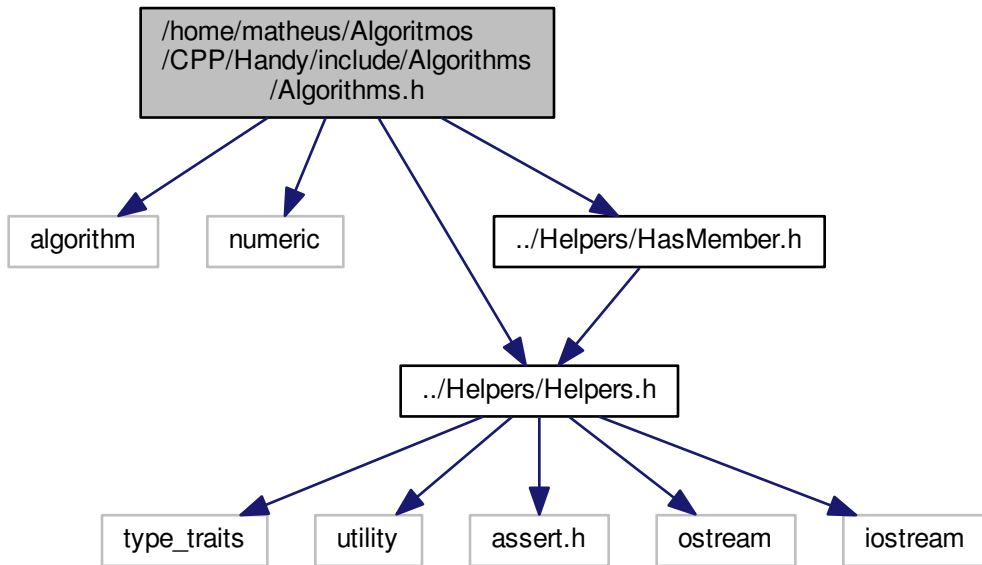 /home/matheus/Algoritmos
/CPP/Handy/include/Algorithms
/Algorithms.h
algorithm
numeric
../Helpers/HasMember.h
../Helpers/Helpers.h
type_traits
utility
assert.h
ostream
iostream